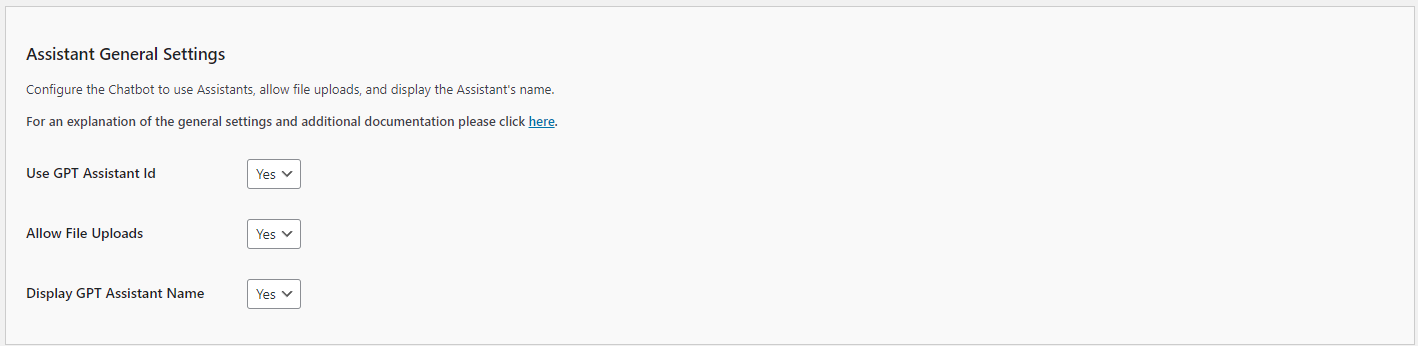 Assistant General Settings
Configure the Chatbot to use Assistants, allow file uploads, and display the Assistant's name.
For an explanation of the general settings and additional documentation please click here.
Use GPT Assistant Id Yes
Allow File Uploads Yes
Display GPT Assistant Name Yes